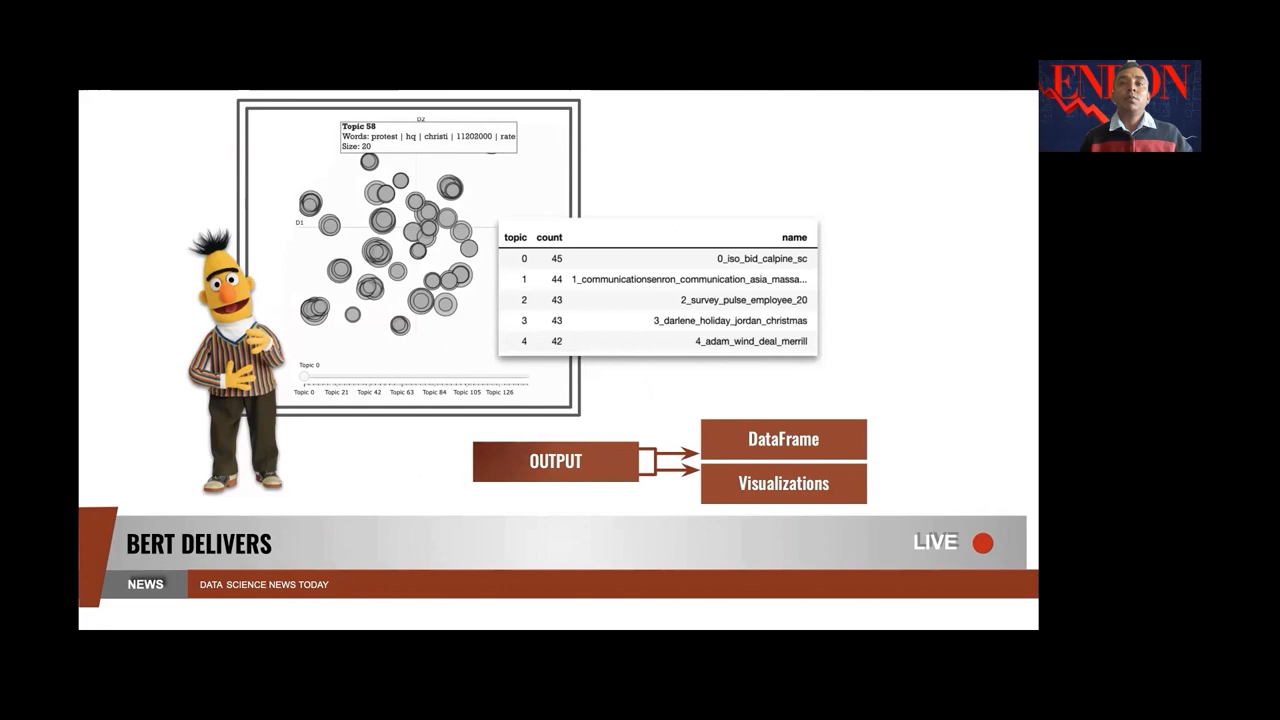 D2
Topic 58
Words: protest | hq | christi | 11202000 | rate
Size: 20
D1
Topic 0
Topic 0 Topic 21 Topic 42 Topic 63 Topic 84 Topic 105 Topic 126
topic count name
0 45 0_iso_bid_calpine_sc
1 44 1_communicationsenron_communication_asia_massa...
2 43 2_survey_pulse_employee_20
3 43 3_darlene_holiday_jordan_christmas
4 42 4_adam_wind_deal_merrill
OUTPUT
DataFrame
Visualizations
BERT DELIVERS
LIVE
NEWS
DATA SCIENCE NEWS TODAY